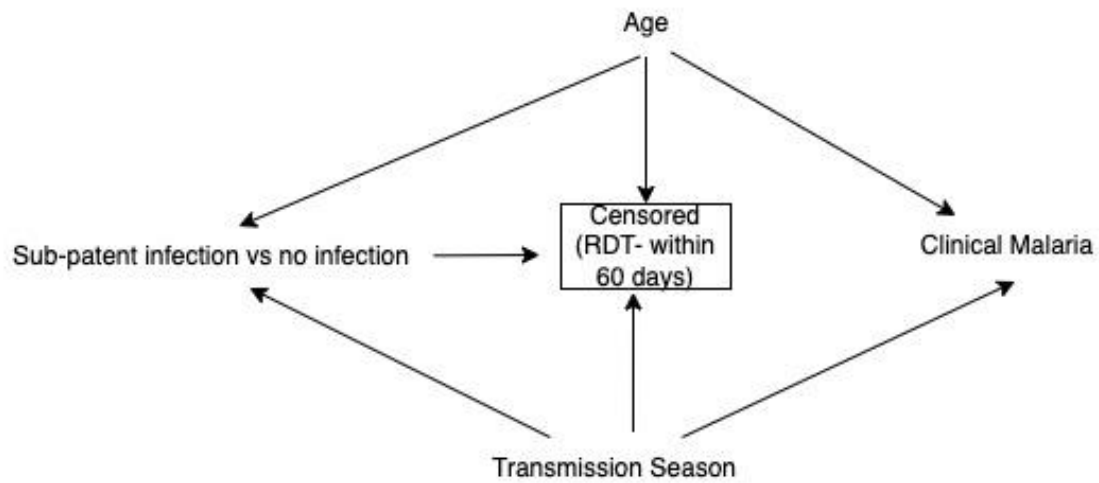 Age
Sub-patent infection vs no infection
Censored
(RDT- within
60 days)
Clinical Malaria
Transmission Season